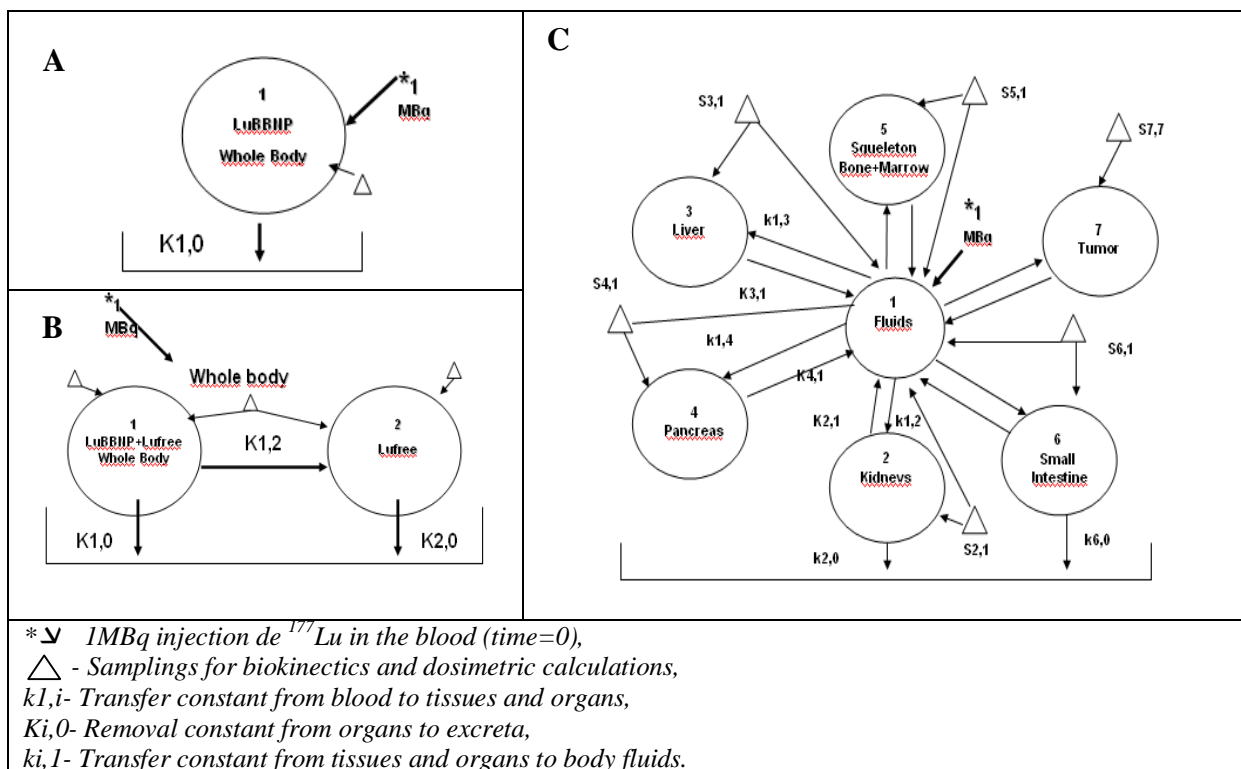 A
*1
MBq
1
LuBBNP
Whole Body
K1,0
B
*1
MBq
Whole body
1
LuBBNP+Lufree
Whole Body
K1,2
2
Lufree
K1,0
K2,0
C
S3,1
S5,1
S7,7
5
Squeleton
Bone+Marrow
3
Liver
k1,3
*1
MBq
7
Tumor
S4,1
K3,1
1
Fluids
k1,4
K4,1
S6,1
4
Pancreas
K2,1
k1,2
6
Small
Intestine
2
Kidneys
S2,1
k2,0
k6,0
* 1MBq injection de ¹⁷⁷Lu in the blood (time=0),
- Samplings for biokinectics and dosimetric calculations,
k1,i- Transfer constant from blood to tissues and organs,
Ki,0- Removal constant from organs to excreta,
ki,1- Transfer constant from tissues and organs to body fluids.